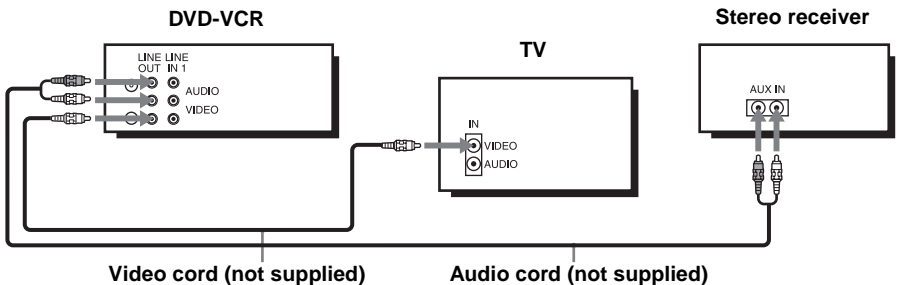 DVD-VCR
Stereo receiver
TV
LINE LINE
OUT IN 1
AUDIO
VIDEO
IN
VIDEO
AUDIO
AUX IN
Video cord (not supplied)
Audio cord (not supplied)